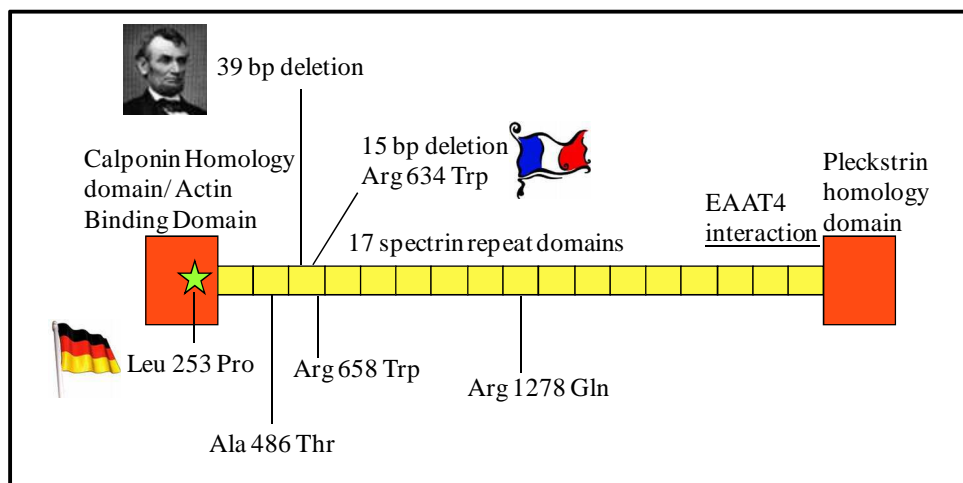 39 bp deletion
15 bp deletion
Arg 634 Trp
Calponin Homology
domain/ Actin
Binding Domain
Pleckstrin
homology
domain
EAAT4
interaction
17 spectrin repeat domains
Leu 253 Pro
Arg 658 Trp
Arg 1278 Gln
Ala 486 Thr